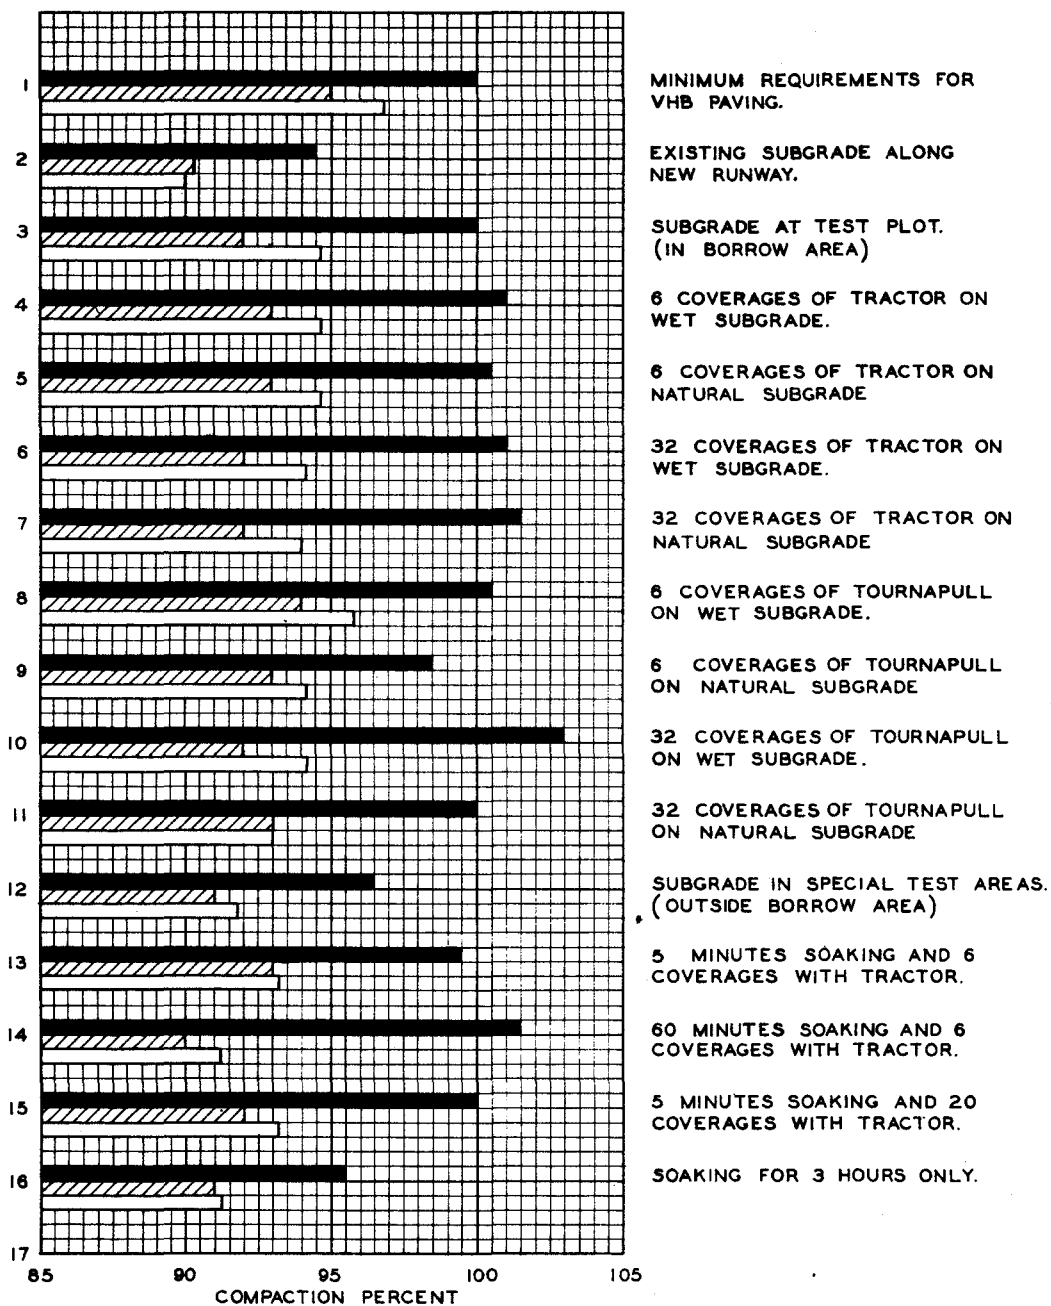 1 MINIMUM REQUIREMENTS FOR
VHB PAVING.
2 EXISTING SUBGRADE ALONG
NEW RUNWAY.
3 SUBGRADE AT TEST PLOT.
(IN BORROW AREA)
4 6 COVERAGES OF TRACTOR ON
WET SUBGRADE.
5 6 COVERAGES OF TRACTOR ON
NATURAL SUBGRADE
6 32 COVERAGES OF TRACTOR ON
WET SUBGRADE.
7 32 COVERAGES OF TRACTOR ON
NATURAL SUBGRADE
8 6 COVERAGES OF TOURNAPULL
ON WET SUBGRADE.
9 6 COVERAGES OF TOURNAPULL
ON NATURAL SUBGRADE
10 32 COVERAGES OF TOURNAPULL
ON WET SUBGRADE.
11 32 COVERAGES OF TOURNAPULL
ON NATURAL SUBGRADE
12 SUBGRADE IN SPECIAL TEST AREAS.
(OUTSIDE BORROW AREA)
13 5 MINUTES SOAKING AND 6
COVERAGES WITH TRACTOR.
14 60 MINUTES SOAKING AND 6
COVERAGES WITH TRACTOR.
15 5 MINUTES SOAKING AND 20
COVERAGES WITH TRACTOR.
16 SOAKING FOR 3 HOURS ONLY.
17
85 90 95 100 105
COMPACTION PERCENT